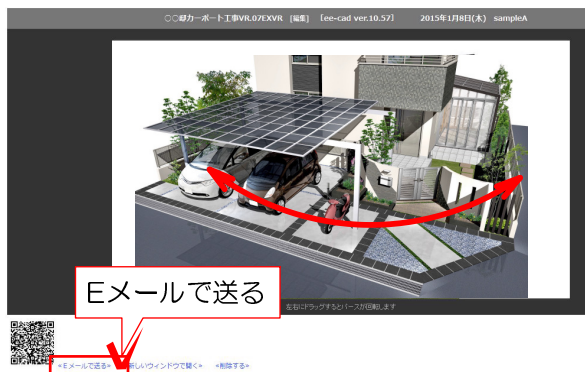 ○○邸カーポート工事VR.07EXVR [編集] [ee-cad ver.10.57] 2015年1月8日(木) sampleA
Eメールで送る
左右にドラッグするとパースが回転します
«Eメールで送る» 新しいウィンドウで開く» «削除する»